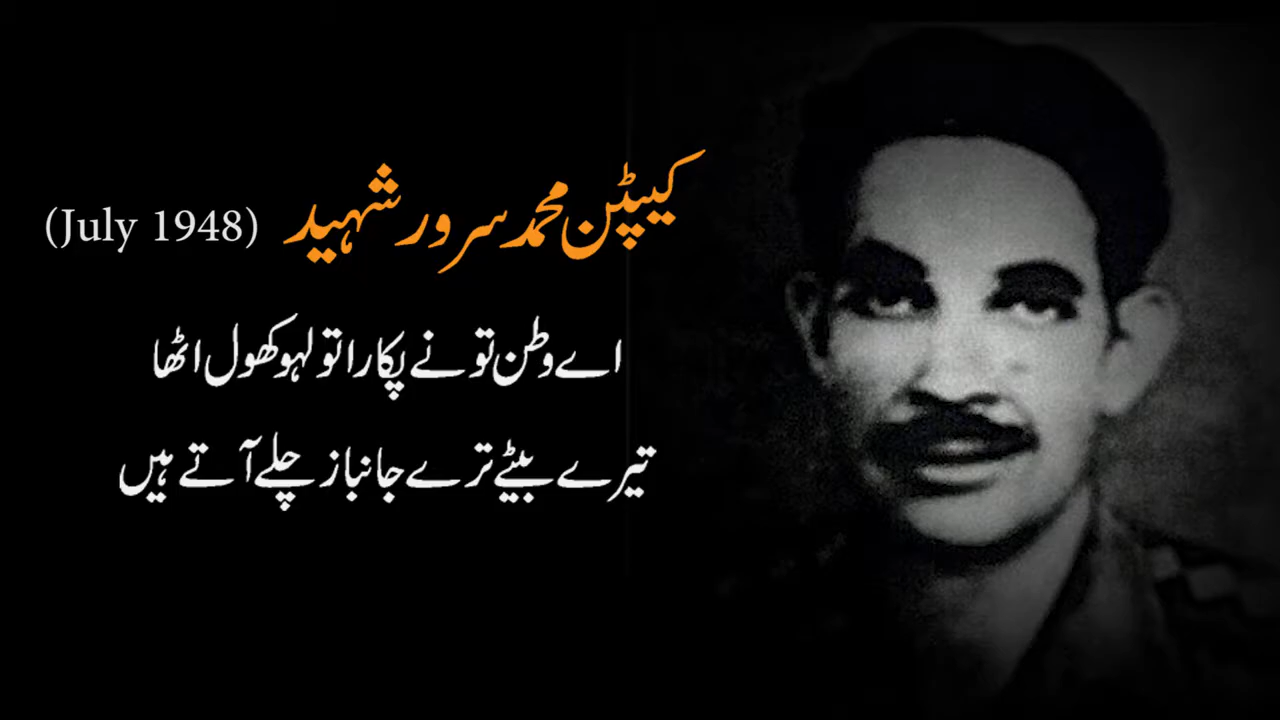 کیپٹن محمد سرور شہید (July 1948)
اے وطن تو نے پکارا تو لہو کھول اٹھا
تیرے بیٹے ترے جانباز چلے آتے ہیں